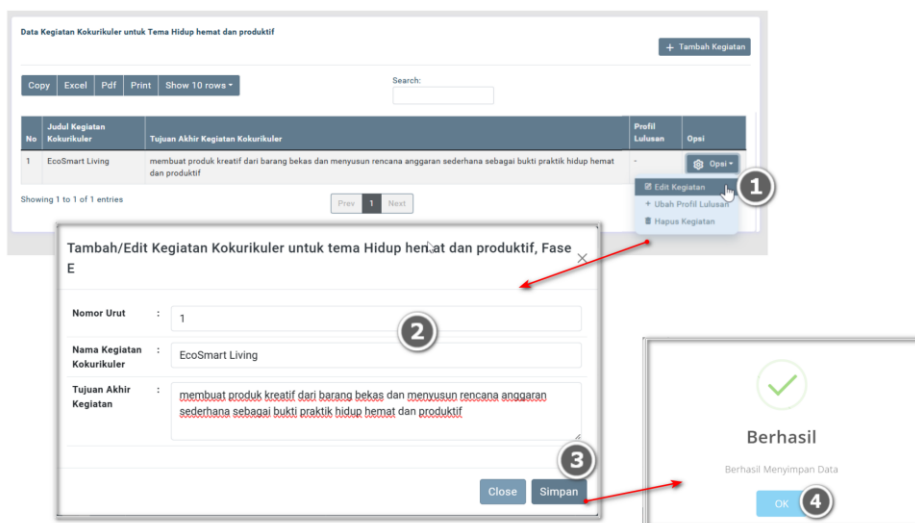 Data Kegiatan Kokurikuler untuk Tema Hidup hemat dan produktif
+ Tambah Kegiatan
Copy Excel Pdf Print Show 10 rows
Search:
No Judul Kegiatan Kokurikuler Tujuan Akhir Kegiatan Kokurikuler Profil Lulusan Opsi
1 EcoSmart Living membuat produk kreatif dari barang bekas dan menyusun rencana anggaran sederhana sebagai bukti praktik hidup hemat
dan produktif
- Opsi
Showing 1 to 1 of 1 entries
Prev 1 Next
Edit Kegiatan
1
+ Ubah Profil Lulusan
Hapus Kegiatan
Tambah/Edit Kegiatan Kokurikuler untuk tema Hidup hemat dan produktif, Fase
E
Nomor Urut : 1
2
Nama Kegiatan
Kokurikuler
: EcoSmart Living
Tujuan Akhir
Kegiatan
: membuat produk kreatif dari barang bekas dan menyusun rencana anggaran
sederhana sebagai bukti praktik hidup hemat dan produktif
3
Close Simpan
Berhasil
Berhasil Menyimpan Data
OK 4